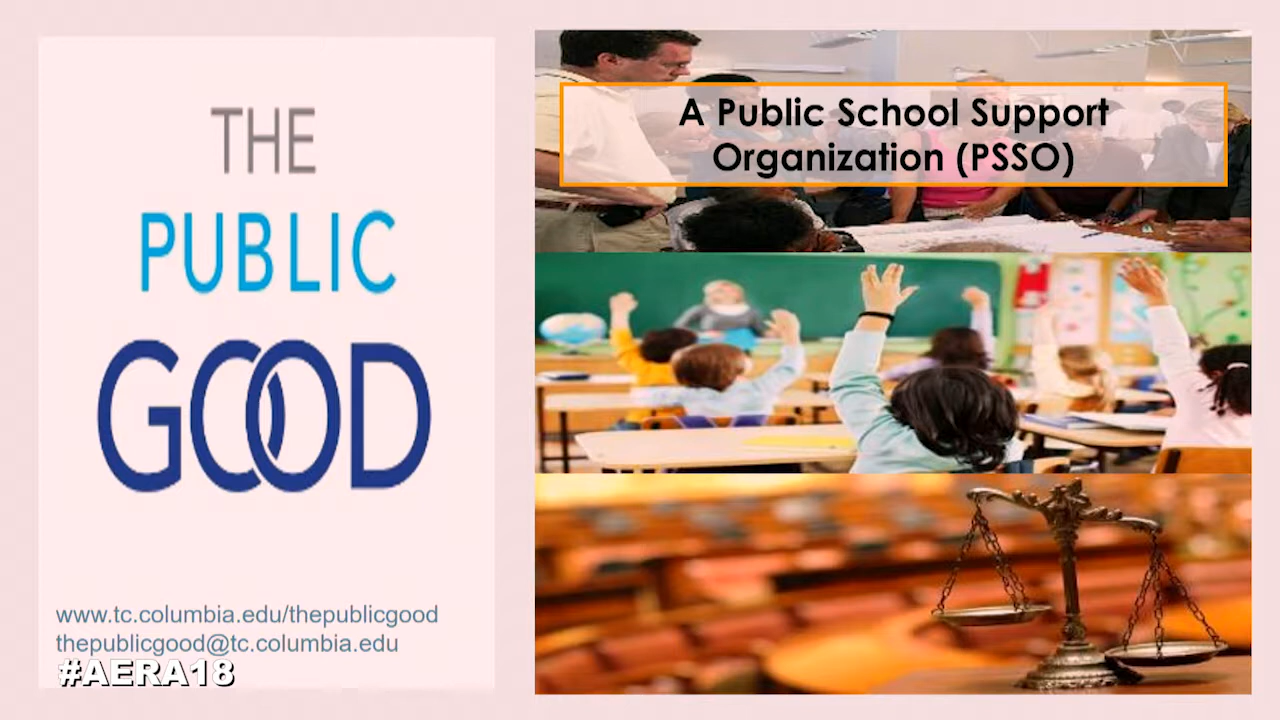 THE
PUBLIC
GOOD
www.tc.columbia.edu/thepublicgood
thepublicgood@tc.columbia.edu
#AERA18
A Public School Support
Organization (PSSO)